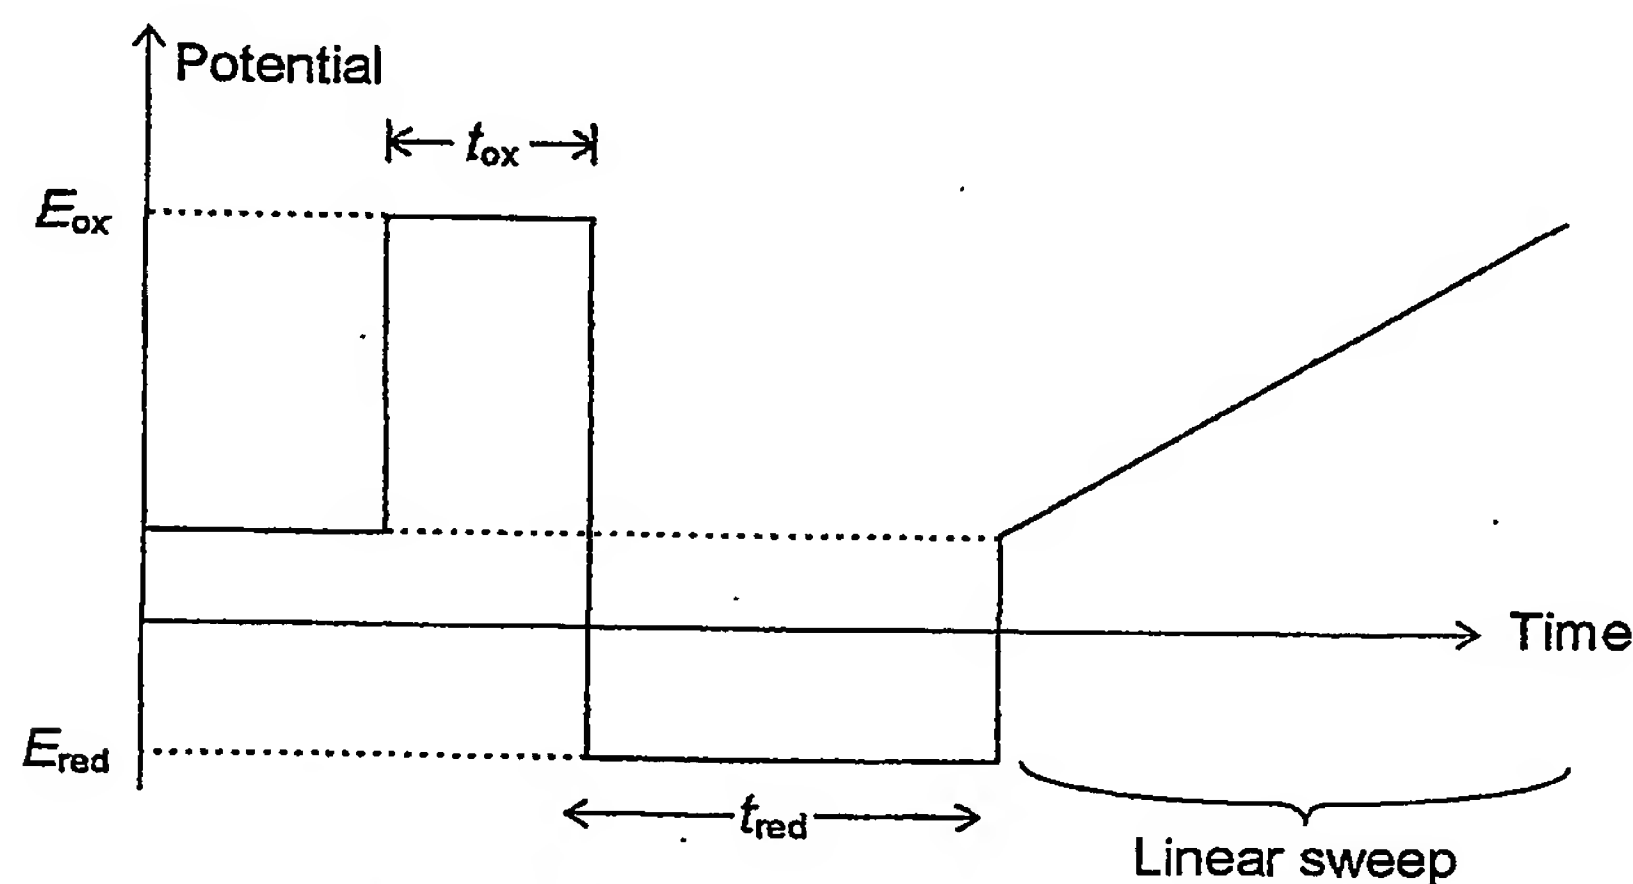 Potential
t_ox
E_ox
Time
E_red
t_red
Linear sweep